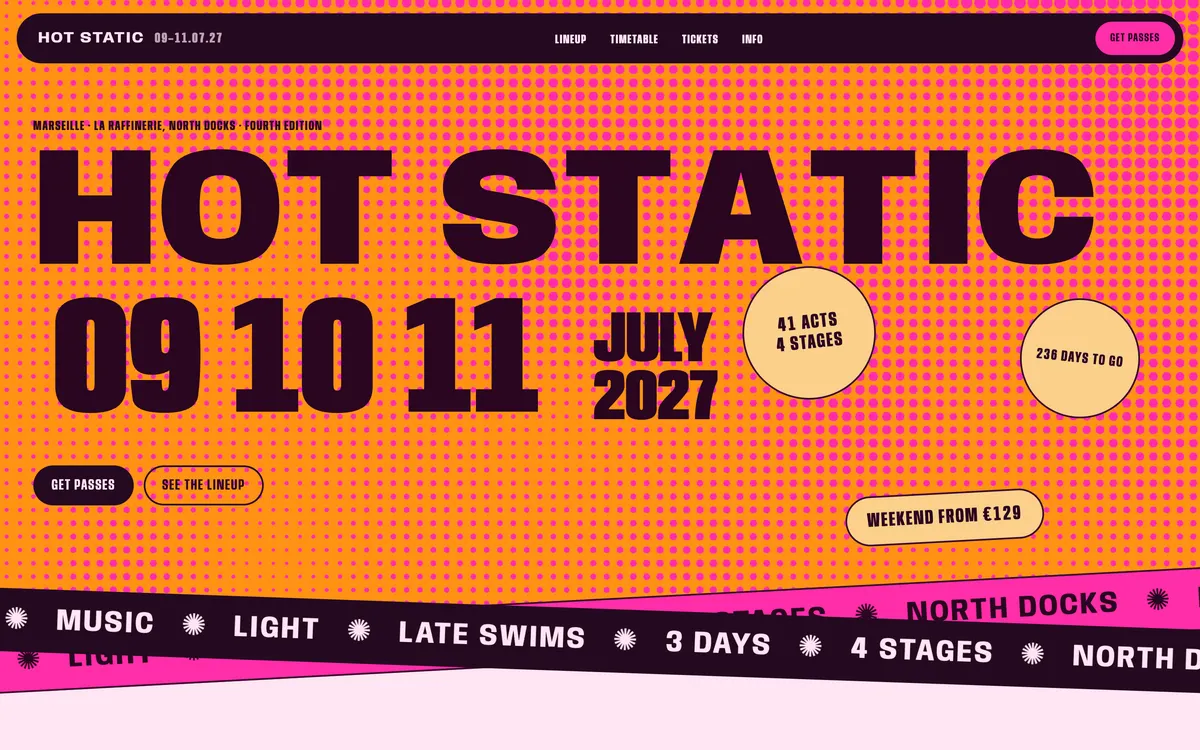 HOT STATIC 09–11.07.27
LINEUP TIMETABLE TICKETS INFO
GET PASSES
MARSEILLE · LA RAFFINERIE, NORTH DOCKS · FOURTH EDITION
HOT STATIC
09 10 11
JULY
2027
41 ACTS
4 STAGES
236 DAYS TO GO
GET PASSES
SEE THE LINEUP
WEEKEND FROM €129
STAGES NORTH DOCKS
MUSIC LIGHT LATE SWIMS 3 DAYS 4 STAGES NORTH D
LIGHT